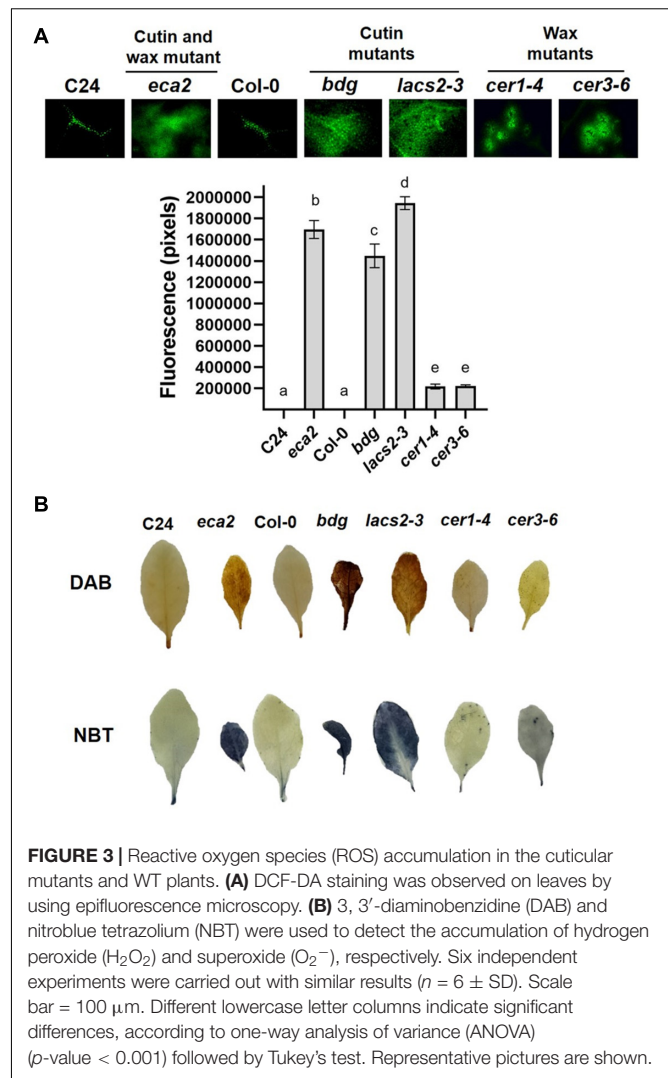 A
Cutin and
wax mutant
Cutin
mutants
Wax
mutants
C24 eca2 Col-0 bdg lacs2-3 cer1-4 cer3-6
Fluorescence (pixels)
2000000
1800000
1600000
1400000
1200000
1000000
800000
600000
400000
200000
a b a c d e e
C24 eca2 Col-0 bdg lacs2-3 cer1-4 cer3-6
B
C24 eca2 Col-0 bdg lacs2-3 cer1-4 cer3-6
DAB
NBT
FIGURE 3 | Reactive oxygen species (ROS) accumulation in the cuticular
mutants and WT plants. (A) DCF-DA staining was observed on leaves by
using epifluorescence microscopy. (B) 3, 3′-diaminobenzidine (DAB) and
nitroblue tetrazolium (NBT) were used to detect the accumulation of hydrogen
peroxide (H₂O₂) and superoxide (O₂⁻), respectively. Six independent
experiments were carried out with similar results (n = 6 ± SD). Scale
bar = 100 μm. Different lowercase letter columns indicate significant
differences, according to one-way analysis of variance (ANOVA)
(p-value < 0.001) followed by Tukey's test. Representative pictures are shown.